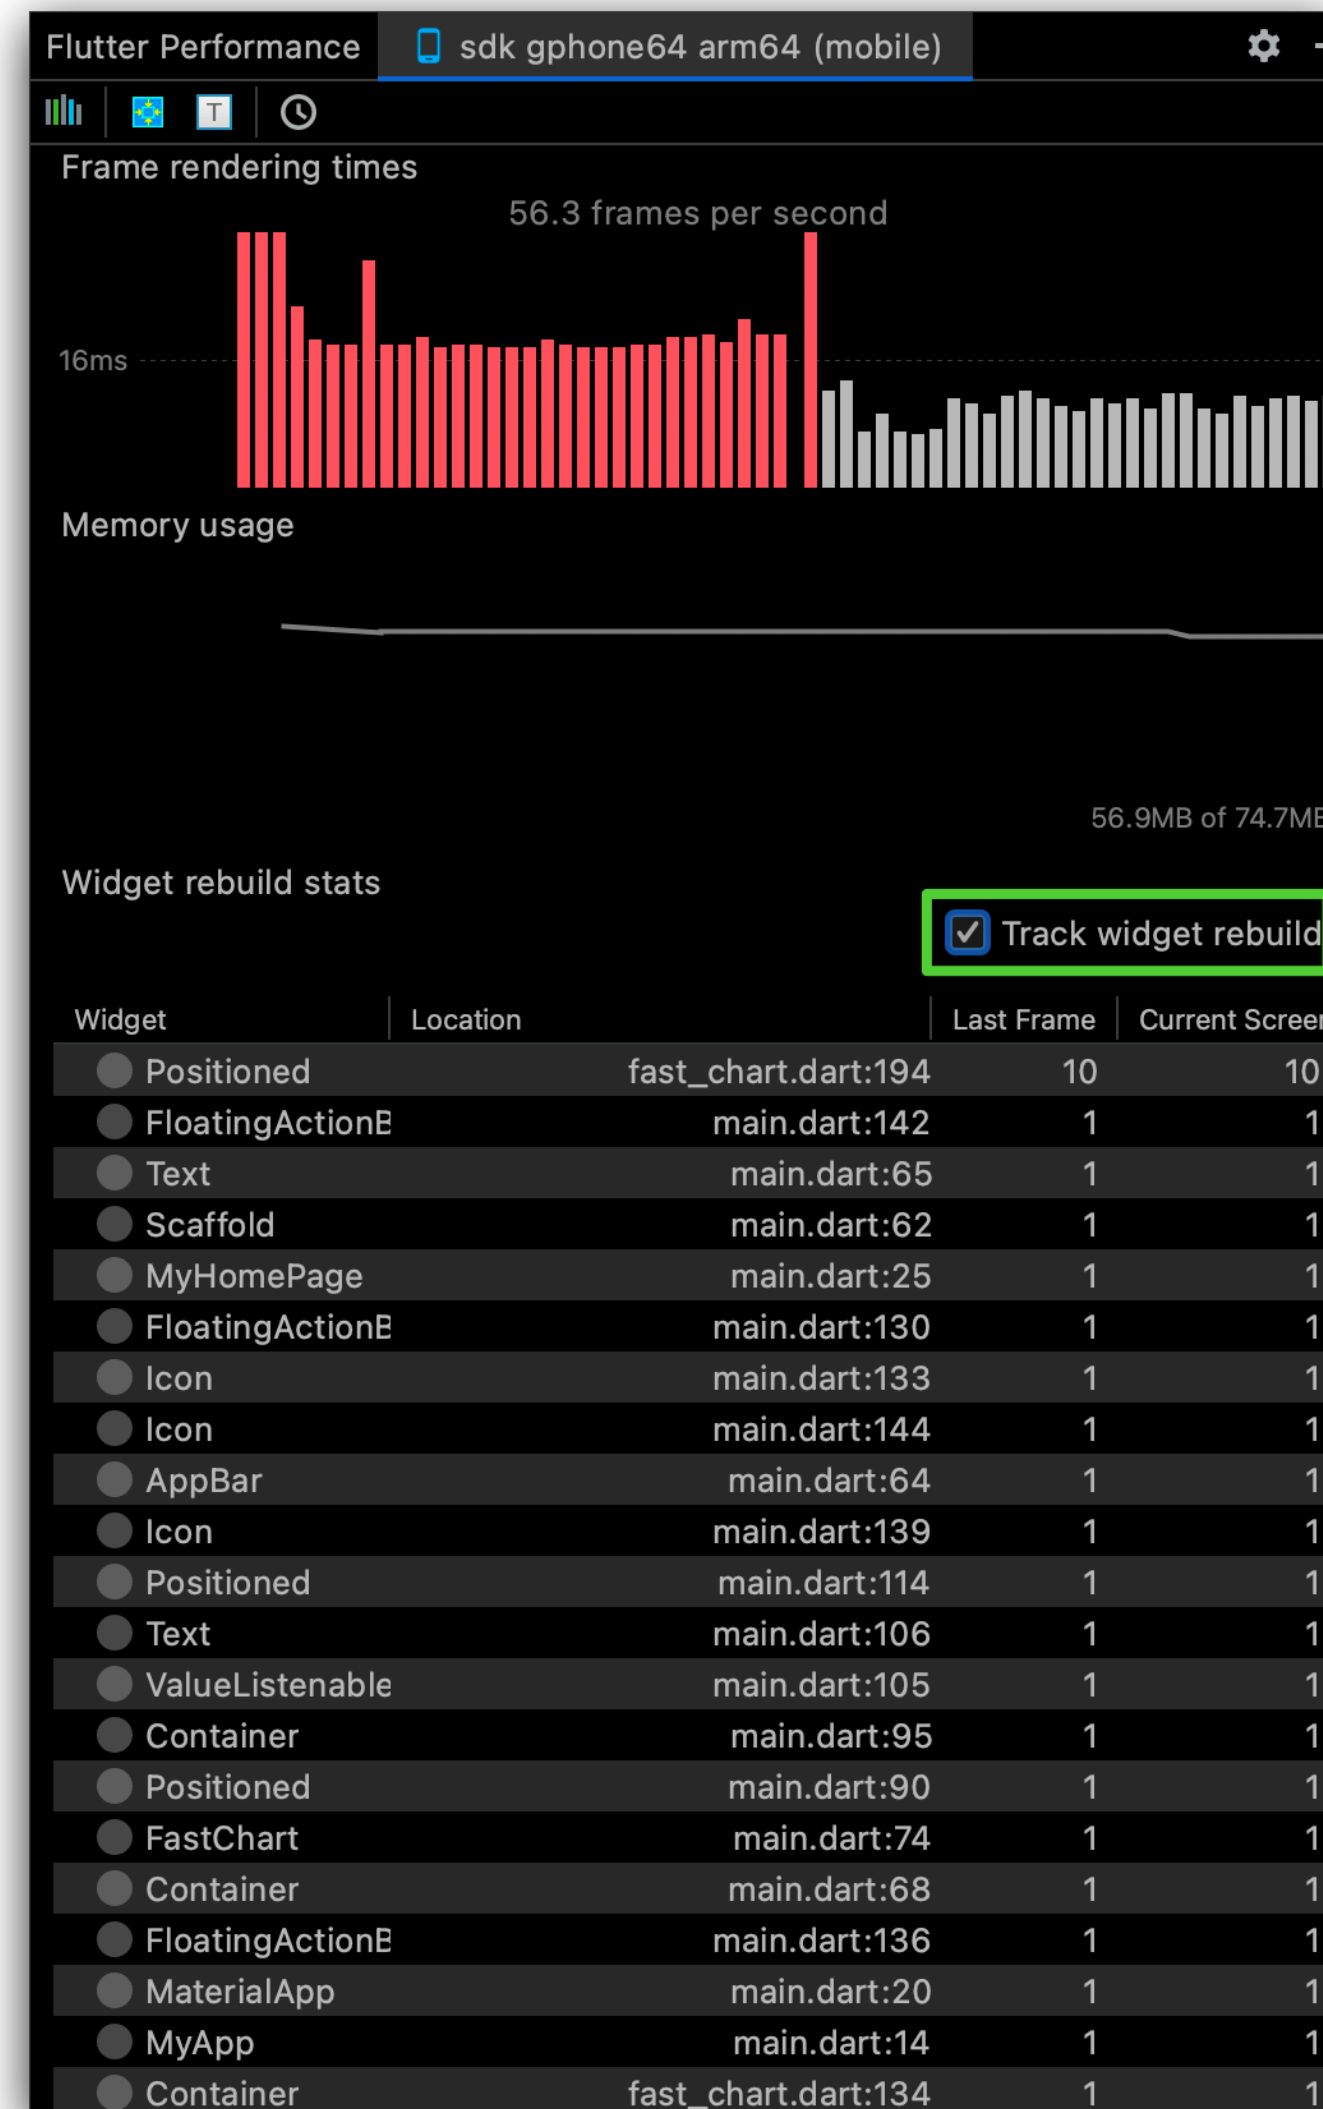 Flutter Performance sdk gphone64 arm64 (mobile)
T
Frame rendering times
56.3 frames per second
16ms
Memory usage
56.9MB of 74.7MB
Widget rebuild stats
Track widget rebuild
Widget Location Last Frame Current Screen
Positioned fast_chart.dart:194 10 10
FloatingActionB main.dart:142 1 1
Text main.dart:65 1 1
Scaffold main.dart:62 1 1
MyHomePage main.dart:25 1 1
FloatingActionB main.dart:130 1 1
Icon main.dart:133 1 1
Icon main.dart:144 1 1
AppBar main.dart:64 1 1
Icon main.dart:139 1 1
Positioned main.dart:114 1 1
Text main.dart:106 1 1
ValueListenable main.dart:105 1 1
Container main.dart:95 1 1
Positioned main.dart:90 1 1
FastChart main.dart:74 1 1
Container main.dart:68 1 1
FloatingActionB main.dart:136 1 1
MaterialApp main.dart:20 1 1
MyApp main.dart:14 1 1
Container fast_chart.dart:134 1 1